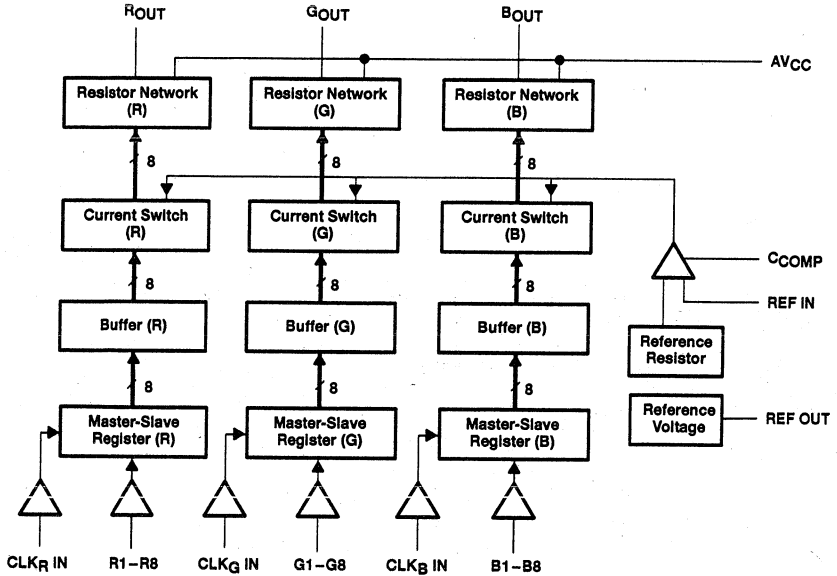 ROUT GOUT BOUT
AVCC
Resistor Network (R)
Resistor Network (G)
Resistor Network (B)
8 8 8
Current Switch (R)
Current Switch (G)
Current Switch (B)
CCOMP
8 8 8
REF IN
Buffer (R) Buffer (G) Buffer (B)
Reference Resistor
8 8 8
Master-Slave Register (R)
Master-Slave Register (G)
Master-Slave Register (B)
Reference Voltage
REF OUT
CLKR IN R1–R8 CLKG IN G1–G8 CLKB IN B1–B8